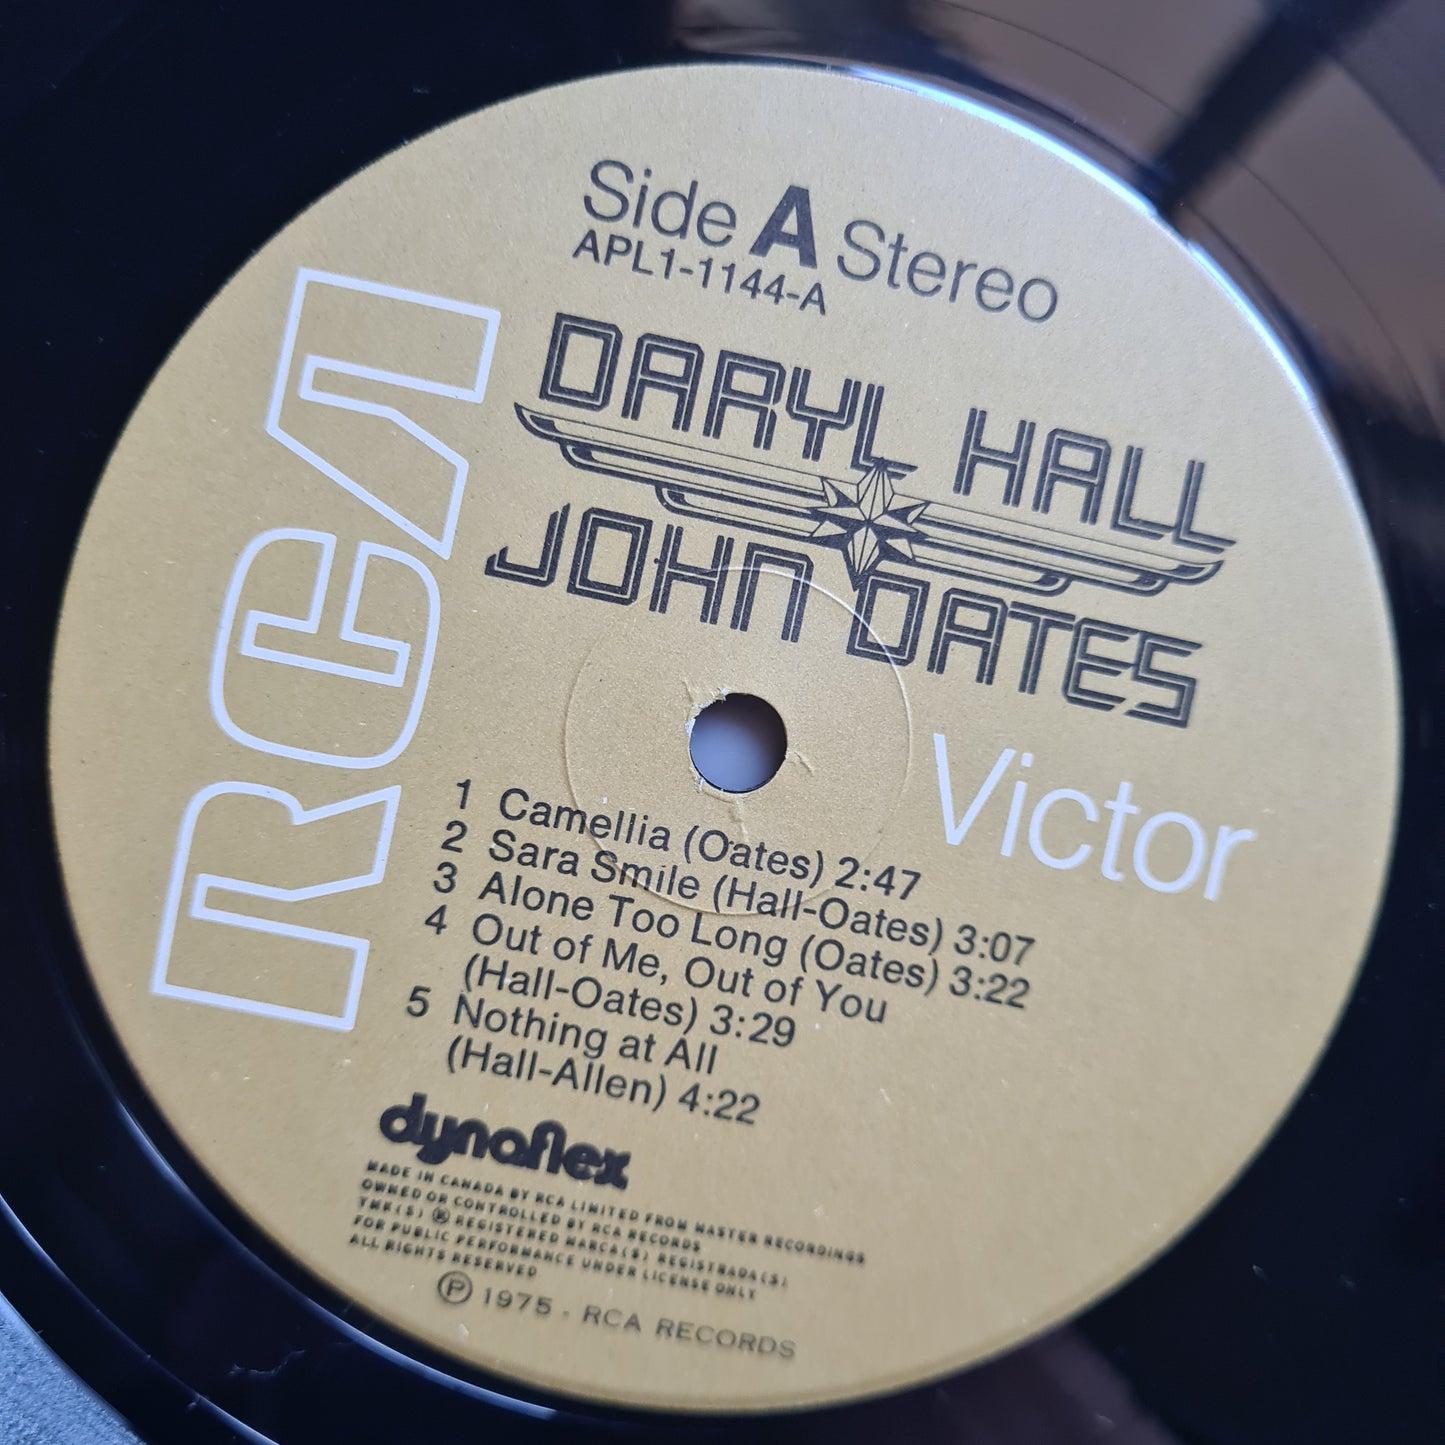 Side A Stereo
APL1-1144-A
DARYL HALL
JOHN OATES
RCA
Victor
1 Camellia (Oates) 2:47
2 Sara Smile (Hall-Oates) 3:07
3 Alone Too Long (Oates) 3:22
4 Out of Me, Out of You
(Hall-Oates) 3:29
5 Nothing at All
(Hall-Allen) 4:22
dynaflex
MADE IN CANADA BY RCA LIMITED FROM MASTER RECORDINGS
OWNED OR CONTROLLED BY RCA RECORDS
TMK(S) ® REGISTERED MARCA(S) REGISTRADA(S)
FOR PUBLIC PERFORMANCE UNDER LICENSE ONLY
ALL RIGHTS RESERVED
℗ 1975 - RCA RECORDS